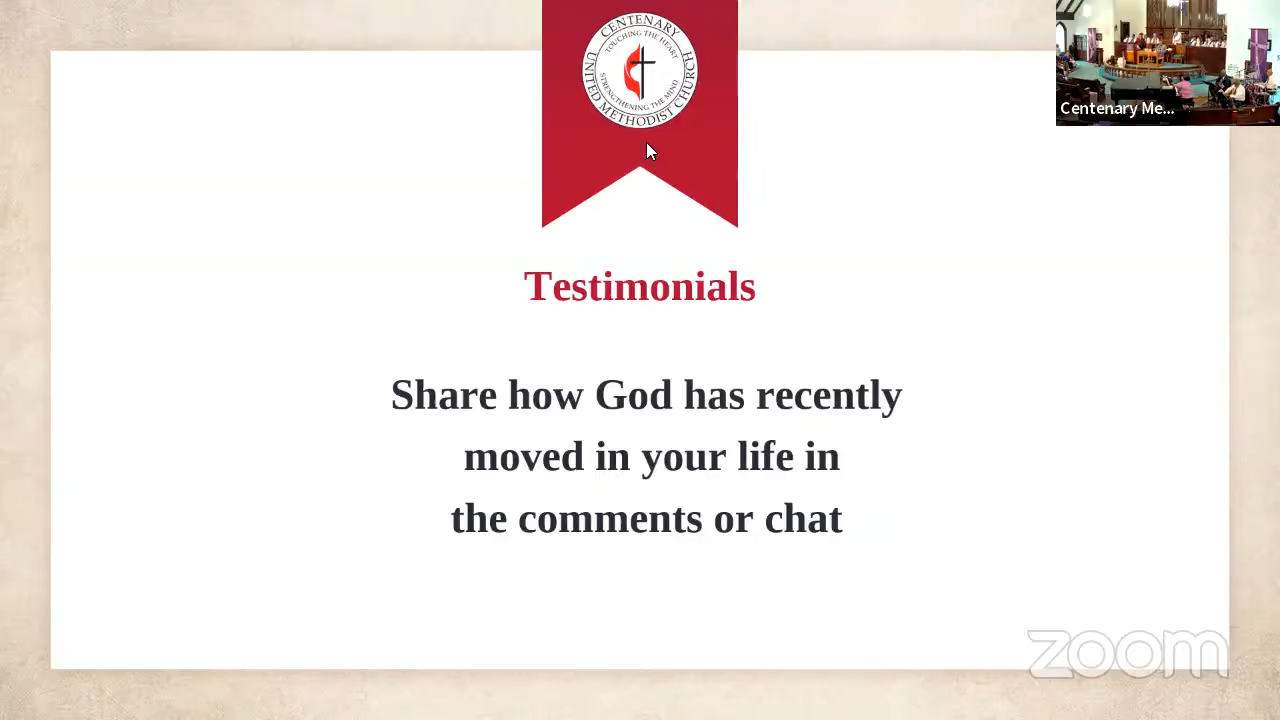 CENTENARY
TOUCHING THE HEART
STRENGTHENING THE MIND
UNITED METHODIST CHURCH
Centenary Me...
Testimonials
Share how God has recently
moved in your life in
the comments or chat
zoom